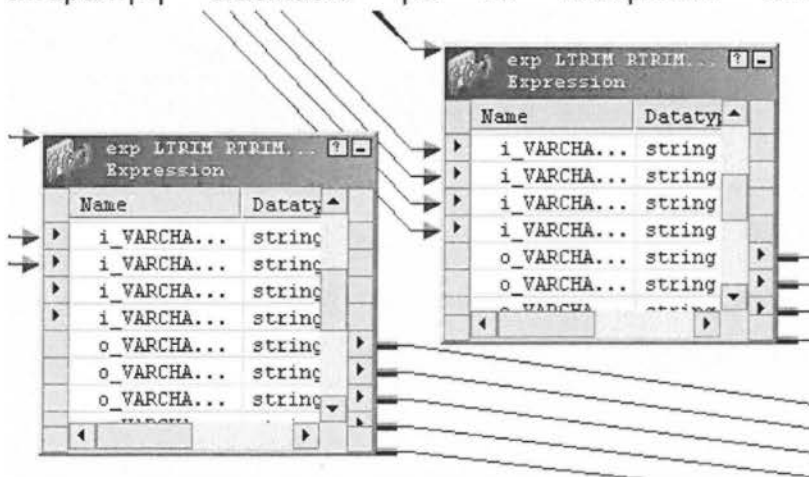 exp LTRIM RTRIM...
Expression
Name Dataty
i_VARCHA... string
i_VARCHA... string
i_VARCHA... string
i_VARCHA... string
o_VARCHA... string
o_VARCHA... string
o_VARCHA... string
exp LTRIM RTRIM...
Expression
Name Datatyp
i_VARCHA... string
i_VARCHA... string
i_VARCHA... string
i_VARCHA... string
o_VARCHA... string
o_VARCHA... string